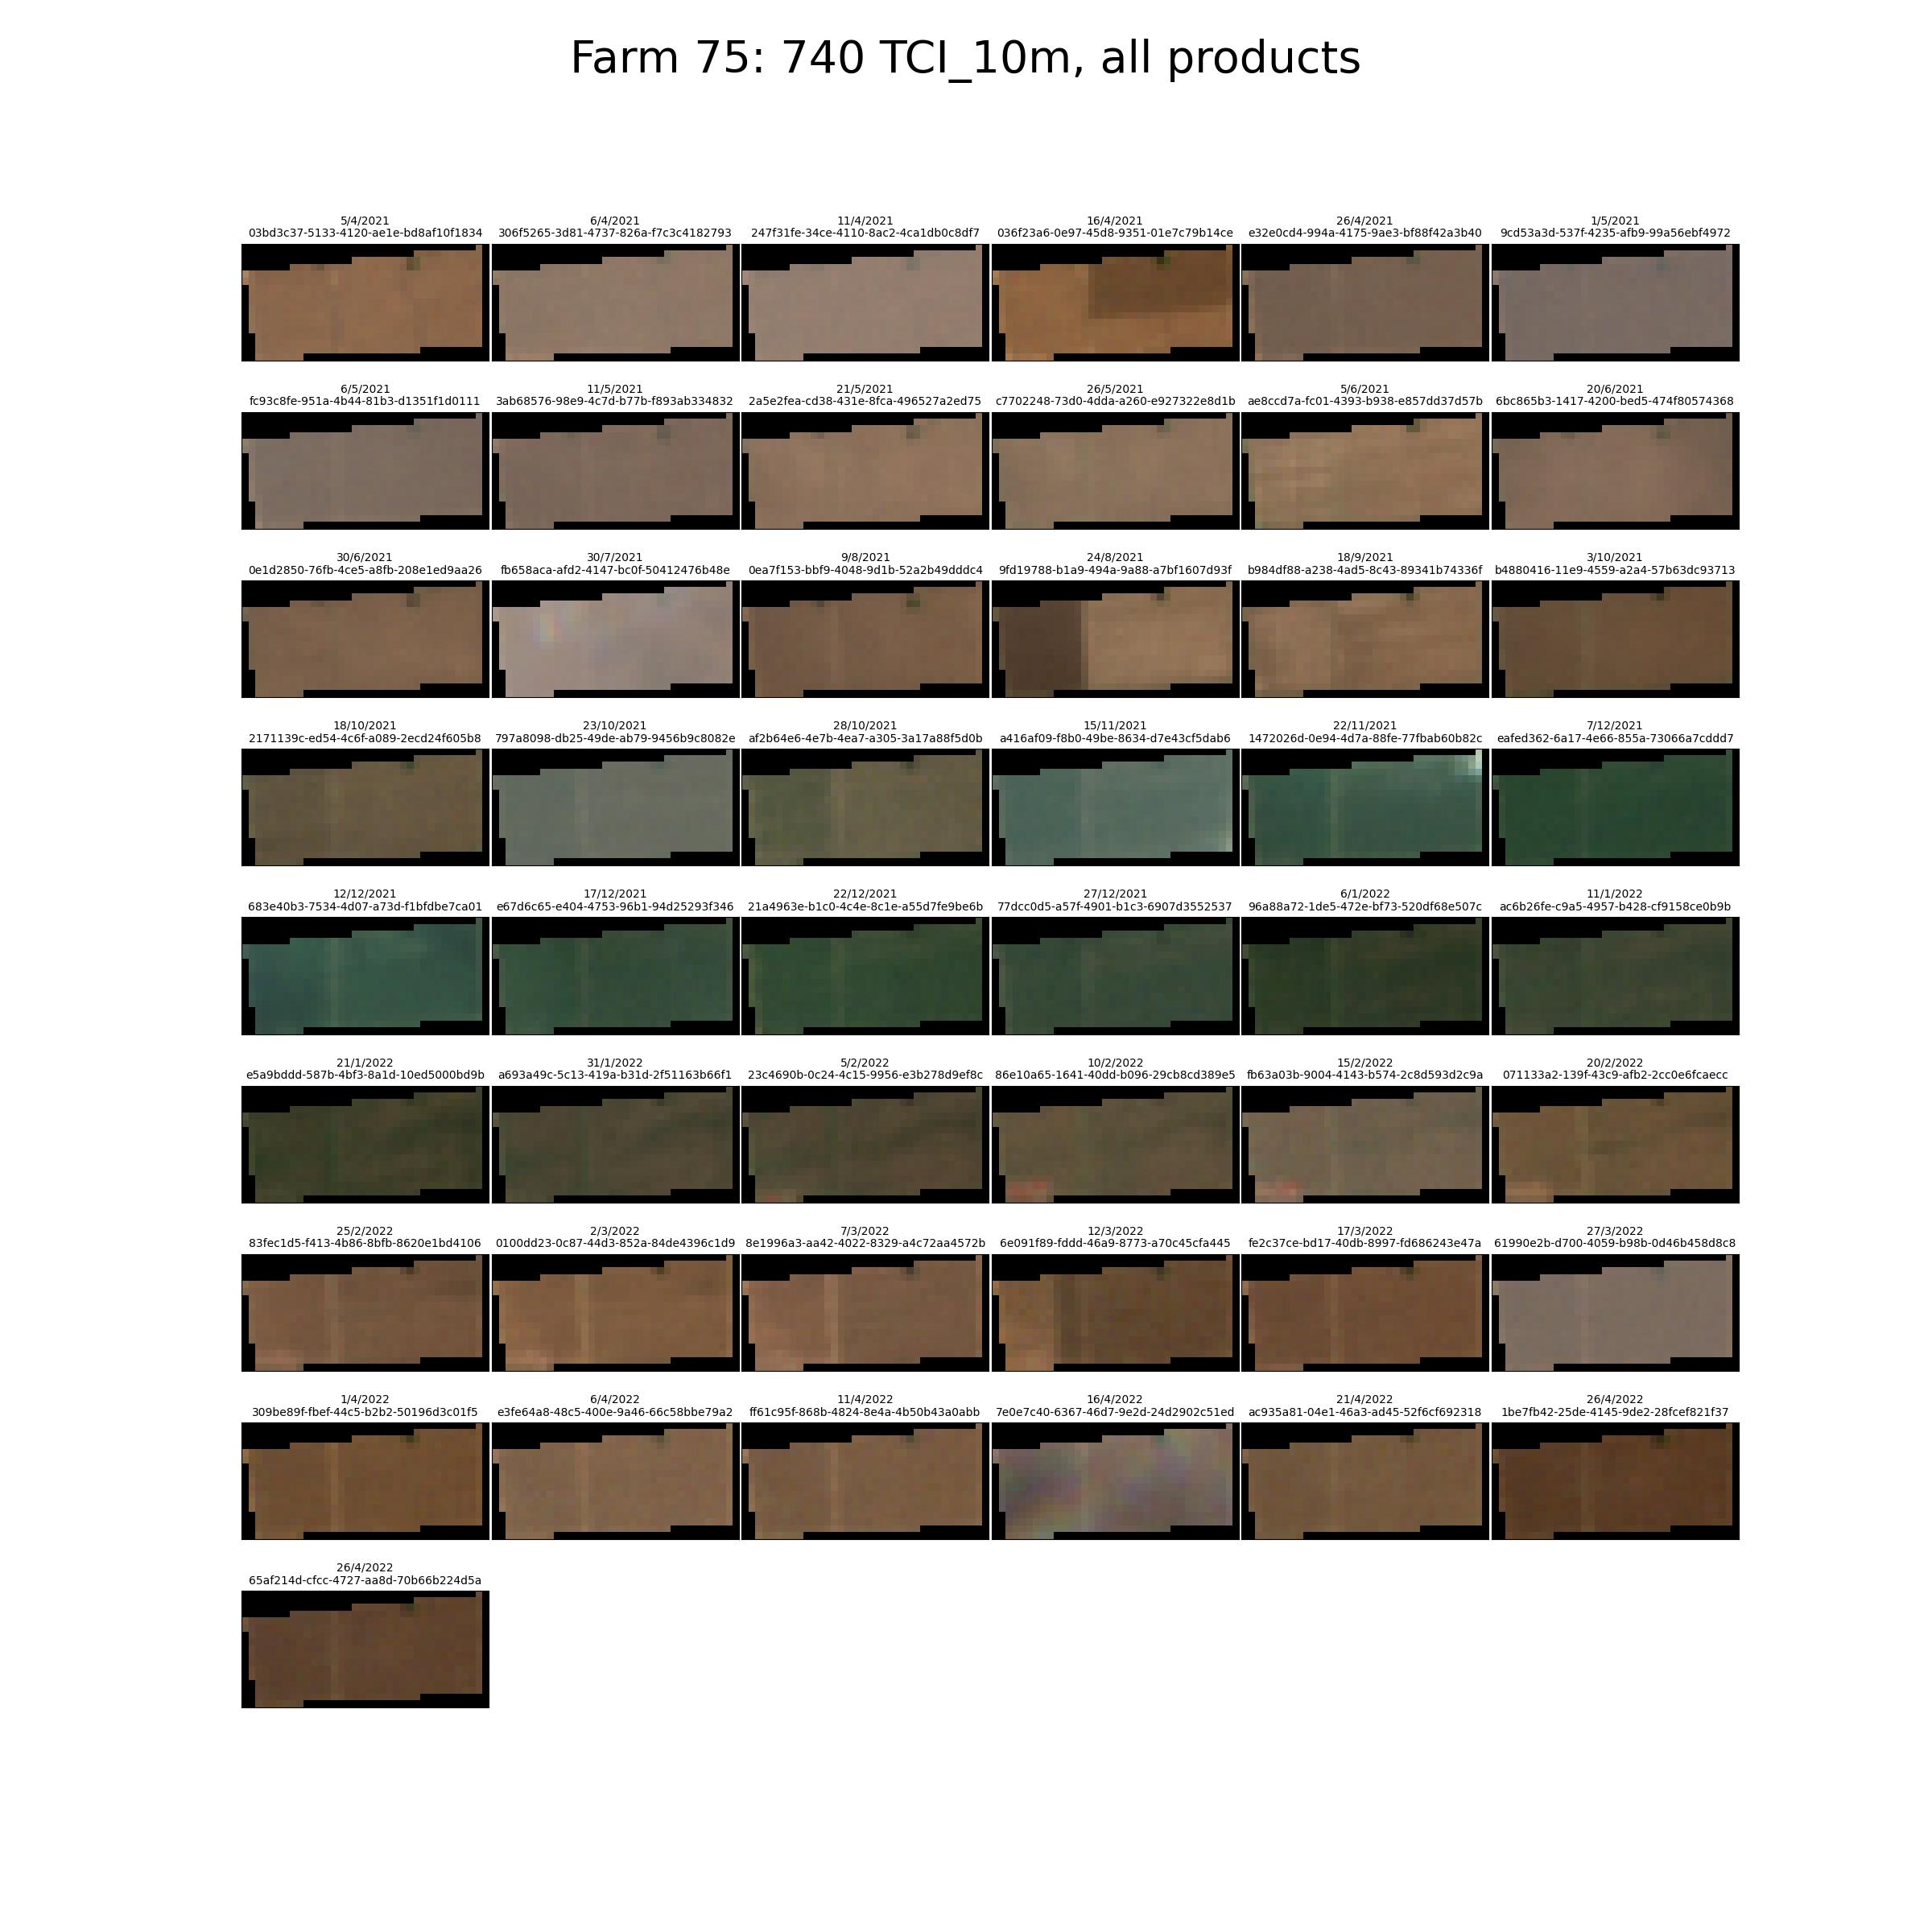 Farm 75: 740 TCI_10m, all products
5/4/2021
03bd3c37-5133-4120-ae1e-bd8af10f1834
6/4/2021
306f5265-3d81-4737-826a-f7c3c4182793
11/4/2021
247f31fe-34ce-4110-8ac2-4ca1db0c8df7
16/4/2021
036f23a6-0e97-45d8-9351-01e7c79b14ce
26/4/2021
e32e0cd4-994a-4175-9ae3-bf88f42a3b40
1/5/2021
9cd53a3d-537f-4235-afb9-99a56ebf4972
6/5/2021
fc93c8fe-951a-4b44-81b3-d1351f1d0111
11/5/2021
3ab68576-98e9-4c7d-b77b-f893ab334832
21/5/2021
2a5e2fea-cd38-431e-8fca-496527a2ed75
26/5/2021
c7702248-73d0-4dda-a260-e927322e8d1b
5/6/2021
ae8ccd7a-fc01-4393-b938-e857dd37d57b
20/6/2021
6bc865b3-1417-4200-bed5-474f80574368
30/6/2021
0e1d2850-76fb-4ce5-a8fb-208e1ed9aa26
30/7/2021
fb658aca-afd2-4147-bc0f-50412476b48e
9/8/2021
0ea7f153-bbf9-4048-9d1b-52a2b49dddc4
24/8/2021
9fd19788-b1a9-494a-9a88-a7bf1607d93f
18/9/2021
b984df88-a238-4ad5-8c43-89341b74336f
3/10/2021
b4880416-11e9-4559-a2a4-57b63dc93713
18/10/2021
2171139c-ed54-4c6f-a089-2ecd24f605b8
23/10/2021
797a8098-db25-49de-ab79-9456b9c8082e
28/10/2021
af2b64e6-4e7b-4ea7-a305-3a17a88f5d0b
15/11/2021
a416af09-f8b0-49be-8634-d7e43cf5dab6
22/11/2021
1472026d-0e94-4d7a-88fe-77fbab60b82c
7/12/2021
eafed362-6a17-4e66-855a-73066a7cddd7
12/12/2021
683e40b3-7534-4d07-a73d-f1bfdbe7ca01
17/12/2021
e67d6c65-e404-4753-96b1-94d25293f346
22/12/2021
21a4963e-b1c0-4c4e-8c1e-a55d7fe9be6b
27/12/2021
77dcc0d5-a57f-4901-b1c3-6907d3552537
6/1/2022
96a88a72-1de5-472e-bf73-520df68e507c
11/1/2022
ac6b26fe-c9a5-4957-b428-cf9158ce0b9b
21/1/2022
e5a9bddd-587b-4bf3-8a1d-10ed5000bd9b
31/1/2022
a693a49c-5c13-419a-b31d-2f51163b66f1
5/2/2022
23c4690b-0c24-4c15-9956-e3b278d9ef8c
10/2/2022
86e10a65-1641-40dd-b096-29cb8cd389e5
15/2/2022
fb63a03b-9004-4143-b574-2c8d593d2c9a
20/2/2022
071133a2-139f-43c9-afb2-2cc0e6fcaecc
25/2/2022
83fec1d5-f413-4b86-8bfb-8620e1bd4106
2/3/2022
0100dd23-0c87-44d3-852a-84de4396c1d9
7/3/2022
8e1996a3-aa42-4022-8329-a4c72aa4572b
12/3/2022
6e091f89-fddd-46a9-8773-a70c45cfa445
17/3/2022
fe2c37ce-bd17-40db-8997-fd686243e47a
27/3/2022
61990e2b-d700-4059-b98b-0d46b458d8c8
1/4/2022
309be89f-fbef-44c5-b2b2-50196d3c01f5
6/4/2022
e3fe64a8-48c5-400e-9a46-66c58bbe79a2
11/4/2022
ff61c95f-868b-4824-8e4a-4b50b43a0abb
16/4/2022
7e0e7c40-6367-46d7-9e2d-24d2902c51ed
21/4/2022
ac935a81-04e1-46a3-ad45-52f6cf692318
26/4/2022
1be7fb42-25de-4145-9de2-28fcef821f37
26/4/2022
65af214d-cfcc-4727-aa8d-70b66b224d5a